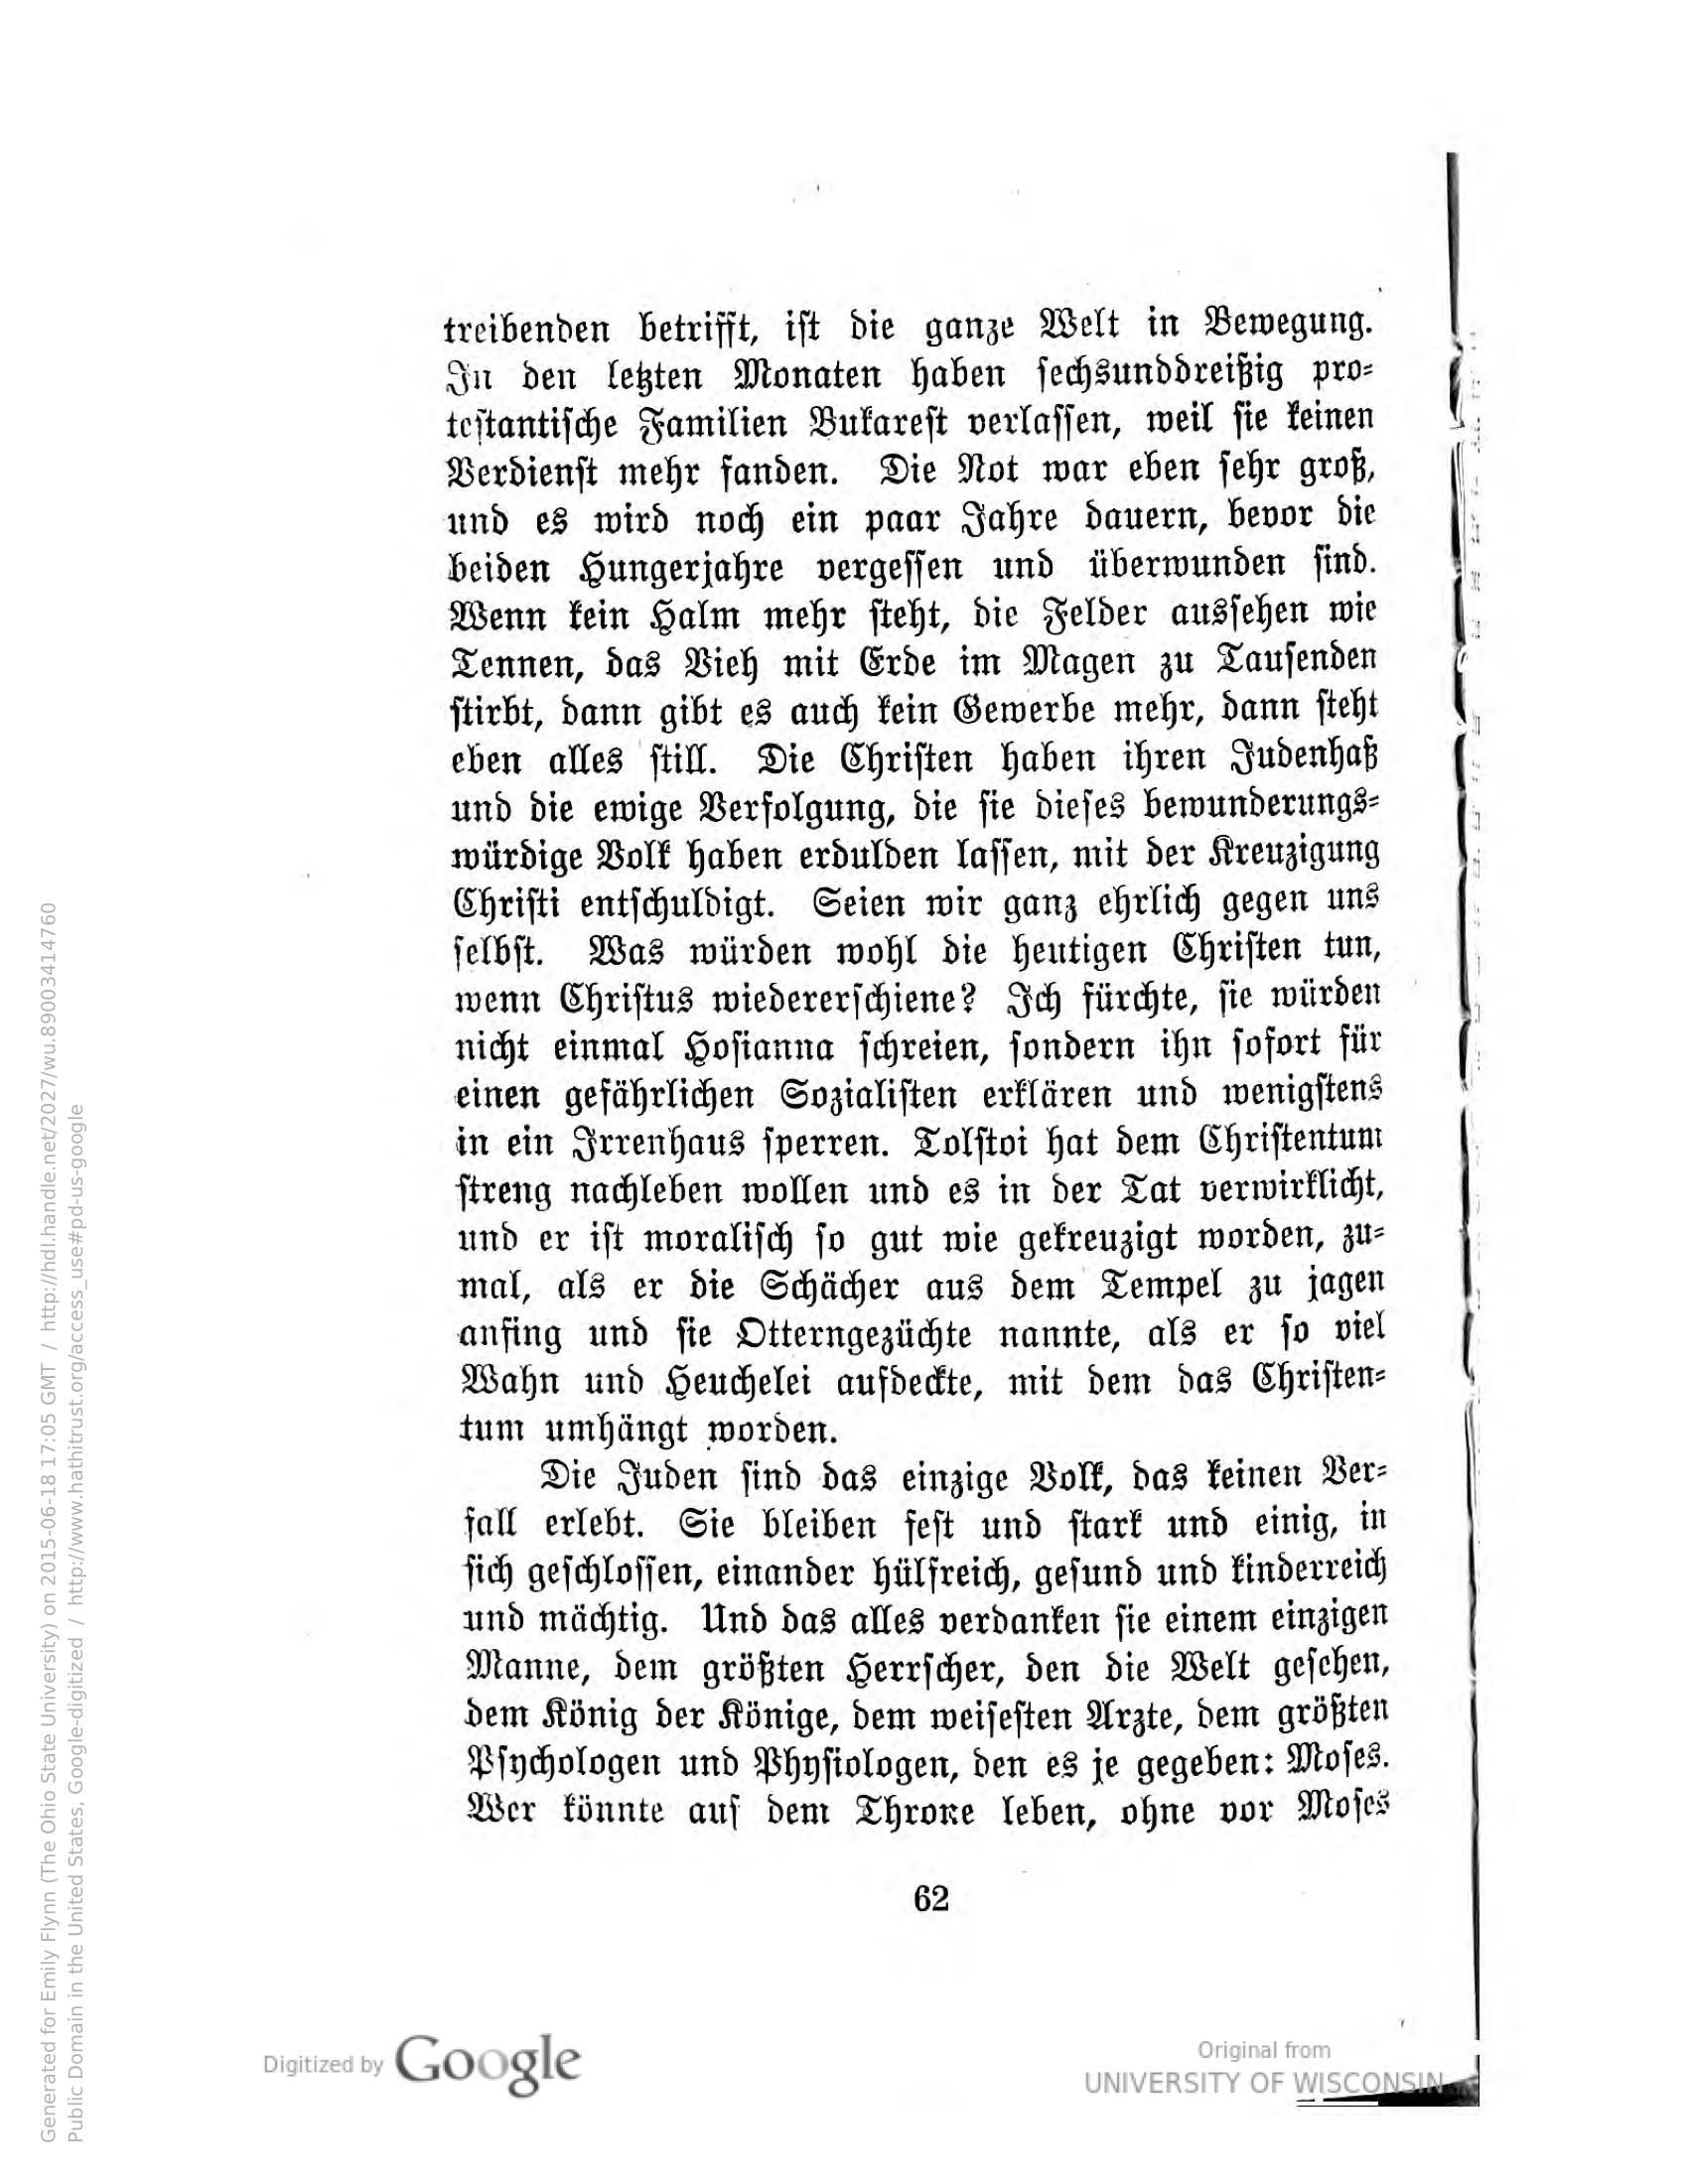 treibenden betrifft, ist die ganze Welt in Bewegung.
In den letzten Monaten haben sechsunddreißig pro-
testantische Familien Bukarest verlassen, weil sie keinen
Verdienst mehr fanden. Die Not war eben sehr groß,
und es wird noch ein paar Jahre dauern, bevor die
beiden Hungerjahre vergessen und überwunden sind.
Wenn kein Halm mehr steht, die Felder aussehen wie
Tennen, das Vieh mit Erde im Magen zu Tausenden
stirbt, dann gibt es auch kein Gewerbe mehr, dann steht
eben alles still. Die Christen haben ihren Judenhaß
und die ewige Verfolgung, die sie dieses bewunderungs-
würdige Volk haben erdulden lassen, mit der Kreuzigung
Christi entschuldigt. Seien wir ganz ehrlich gegen uns
selbst. Was würden wohl die heutigen Christen tun,
wenn Christus wiedererschiene? Ich fürchte, sie würden
nicht einmal Hosianna schreien, sondern ihn sofort für
einen gefährlichen Sozialisten erklären und wenigstens
in ein Irrenhaus sperren. Tolstoi hat dem Christentum
streng nachleben wollen und es in der Tat verwirklicht,
und er ist moralisch so gut wie gekreuzigt worden, zu-
mal, als er die Schächer aus dem Tempel zu jagen
anfing und sie Otterngezüchte nannte, als er so viel
Wahn und Heuchelei aufdeckte, mit dem das Christen-
tum umhängt worden.
Die Juden sind das einzige Volk, das keinen Ver-
fall erlebt. Sie bleiben fest und stark und einig, in
sich geschlossen, einander hülfreich, gesund und kinderreich
und mächtig. Und das alles verdanken sie einem einzigen
Manne, dem größten Herrscher, den die Welt gesehen,
dem König der Könige, dem weisesten Arzte, dem größten
Psychologen und Physiologen, den es je gegeben: Moses.
Wer könnte auf dem Throne leben, ohne vor Moses
62
Generated for Emily Flynn (The Ohio State University) on 2015-06-18 17:05 GMT / http://hdl.handle.net/2027/wu.89003414760
Public Domain in the United States, Google-digitized / http://www.hathitrust.org/access_use#pd-us-google
Digitized by Google
Original from
UNIVERSITY OF WISCONSIN